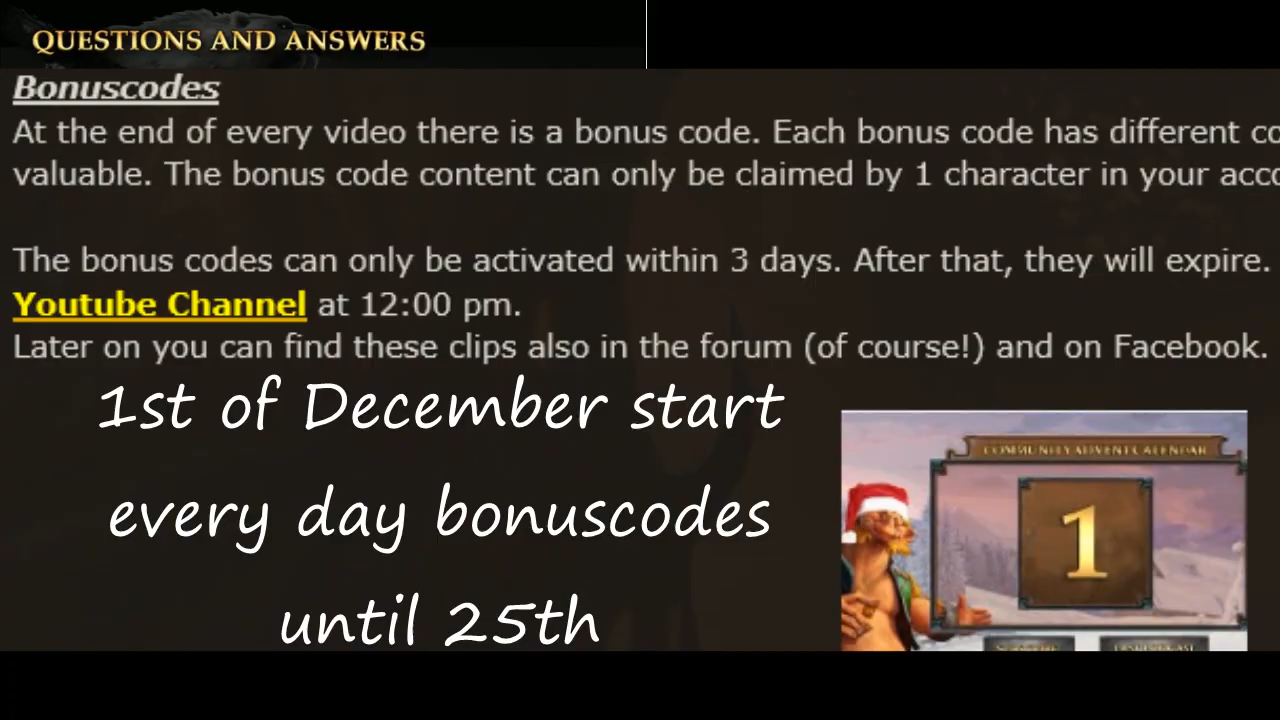 QUESTIONS AND ANSWERS
Bonuscodes
At the end of every video there is a bonus code. Each bonus code has different
valuable. The bonus code content can only be claimed by 1 character in your
The bonus codes can only be activated within 3 days. After that, they will expire.
Youtube Channel at 12:00 pm.
Later on you can find these clips also in the forum (of course!) and on Facebook.
1st of December start
every day bonuscodes
until 25th
COMMUNITY ADVENT CALENDAR
1